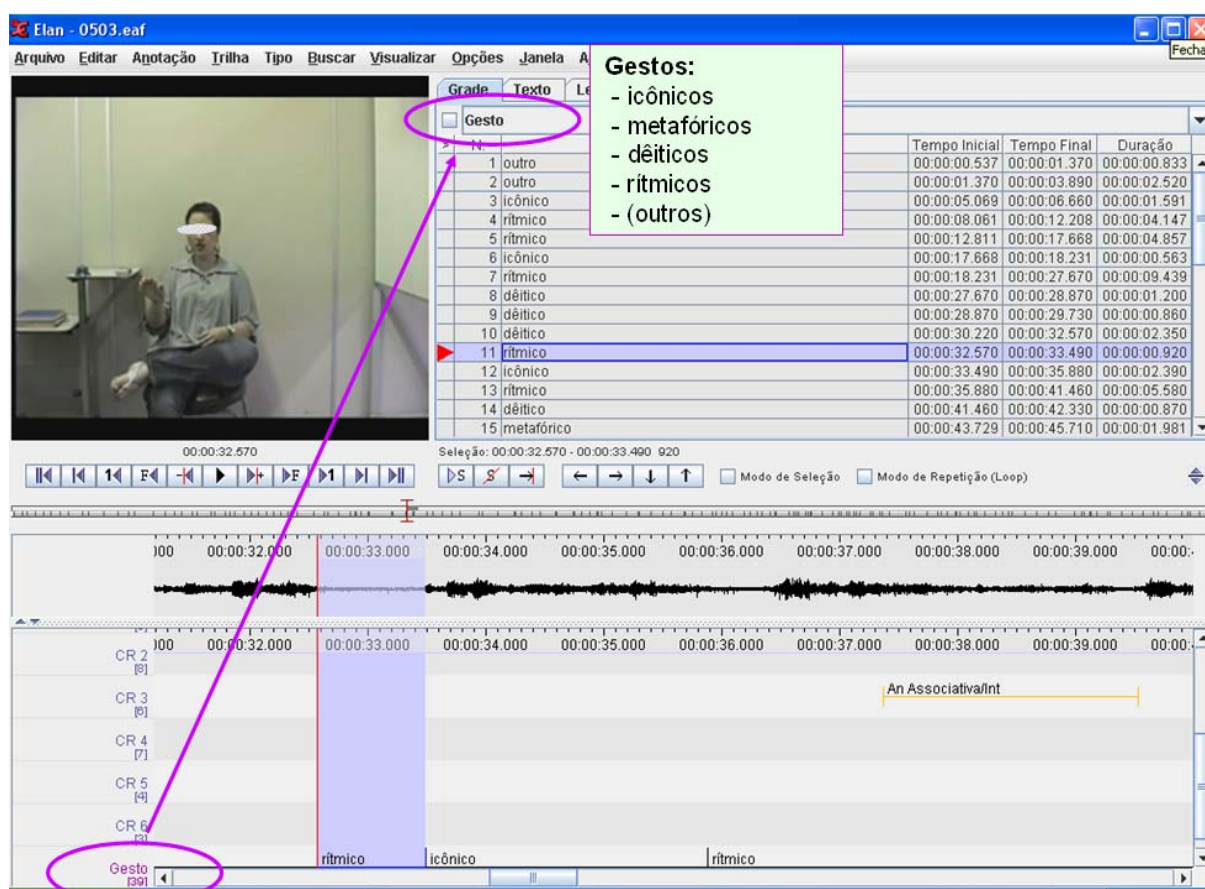 Elan - 0503.eaf
Fecha
Arquivo Editar Anotação Trilha Tipo Buscar Visualizar Opções Janela A
Gestos:
- icônicos
- metafóricos
- dêiticos
- rítmicos
- (outros)
Grade Texto Le
Gesto
> N. Tempo Inicial Tempo Final Duração
1 outro 00:00:00.537 00:00:01.370 00:00:00.833
2 outro 00:00:01.370 00:00:03.890 00:00:02.520
3 icônico 00:00:05.069 00:00:06.660 00:00:01.591
4 rítmico 00:00:08.061 00:00:12.208 00:00:04.147
5 rítmico 00:00:12.811 00:00:17.668 00:00:04.857
6 icônico 00:00:17.668 00:00:18.231 00:00:00.563
7 rítmico 00:00:18.231 00:00:27.670 00:00:09.439
8 dêitico 00:00:27.670 00:00:28.870 00:00:01.200
9 dêitico 00:00:28.870 00:00:29.730 00:00:00.860
10 dêitico 00:00:30.220 00:00:32.570 00:00:02.350
11 rítmico 00:00:32.570 00:00:33.490 00:00:00.920
12 icônico 00:00:33.490 00:00:35.880 00:00:02.390
13 rítmico 00:00:35.880 00:00:41.460 00:00:05.580
14 dêitico 00:00:41.460 00:00:42.330 00:00:00.870
15 metafórico 00:00:43.729 00:00:45.710 00:00:01.981
00:00:32.570
Seleção: 00:00:32.570 - 00:00:33.490 920
1 F F 1 S S Modo de Seleção Modo de Repetição (Loop)
000 00:00:32.000 00:00:33.000 00:00:34.000 00:00:35.000 00:00:36.000 00:00:37.000 00:00:38.000 00:00:39.000 00:00:
000 00:00:32.000 00:00:33.000 00:00:34.000 00:00:35.000 00:00:36.000 00:00:37.000 00:00:38.000 00:00:39.000 00:00:
CR 2
[8]
An Associativa/Int
CR 3
[6]
CR 4
[7]
CR 5
[4]
CR 6
[3]
rítmico icônico rítmico
Gesto
[39]